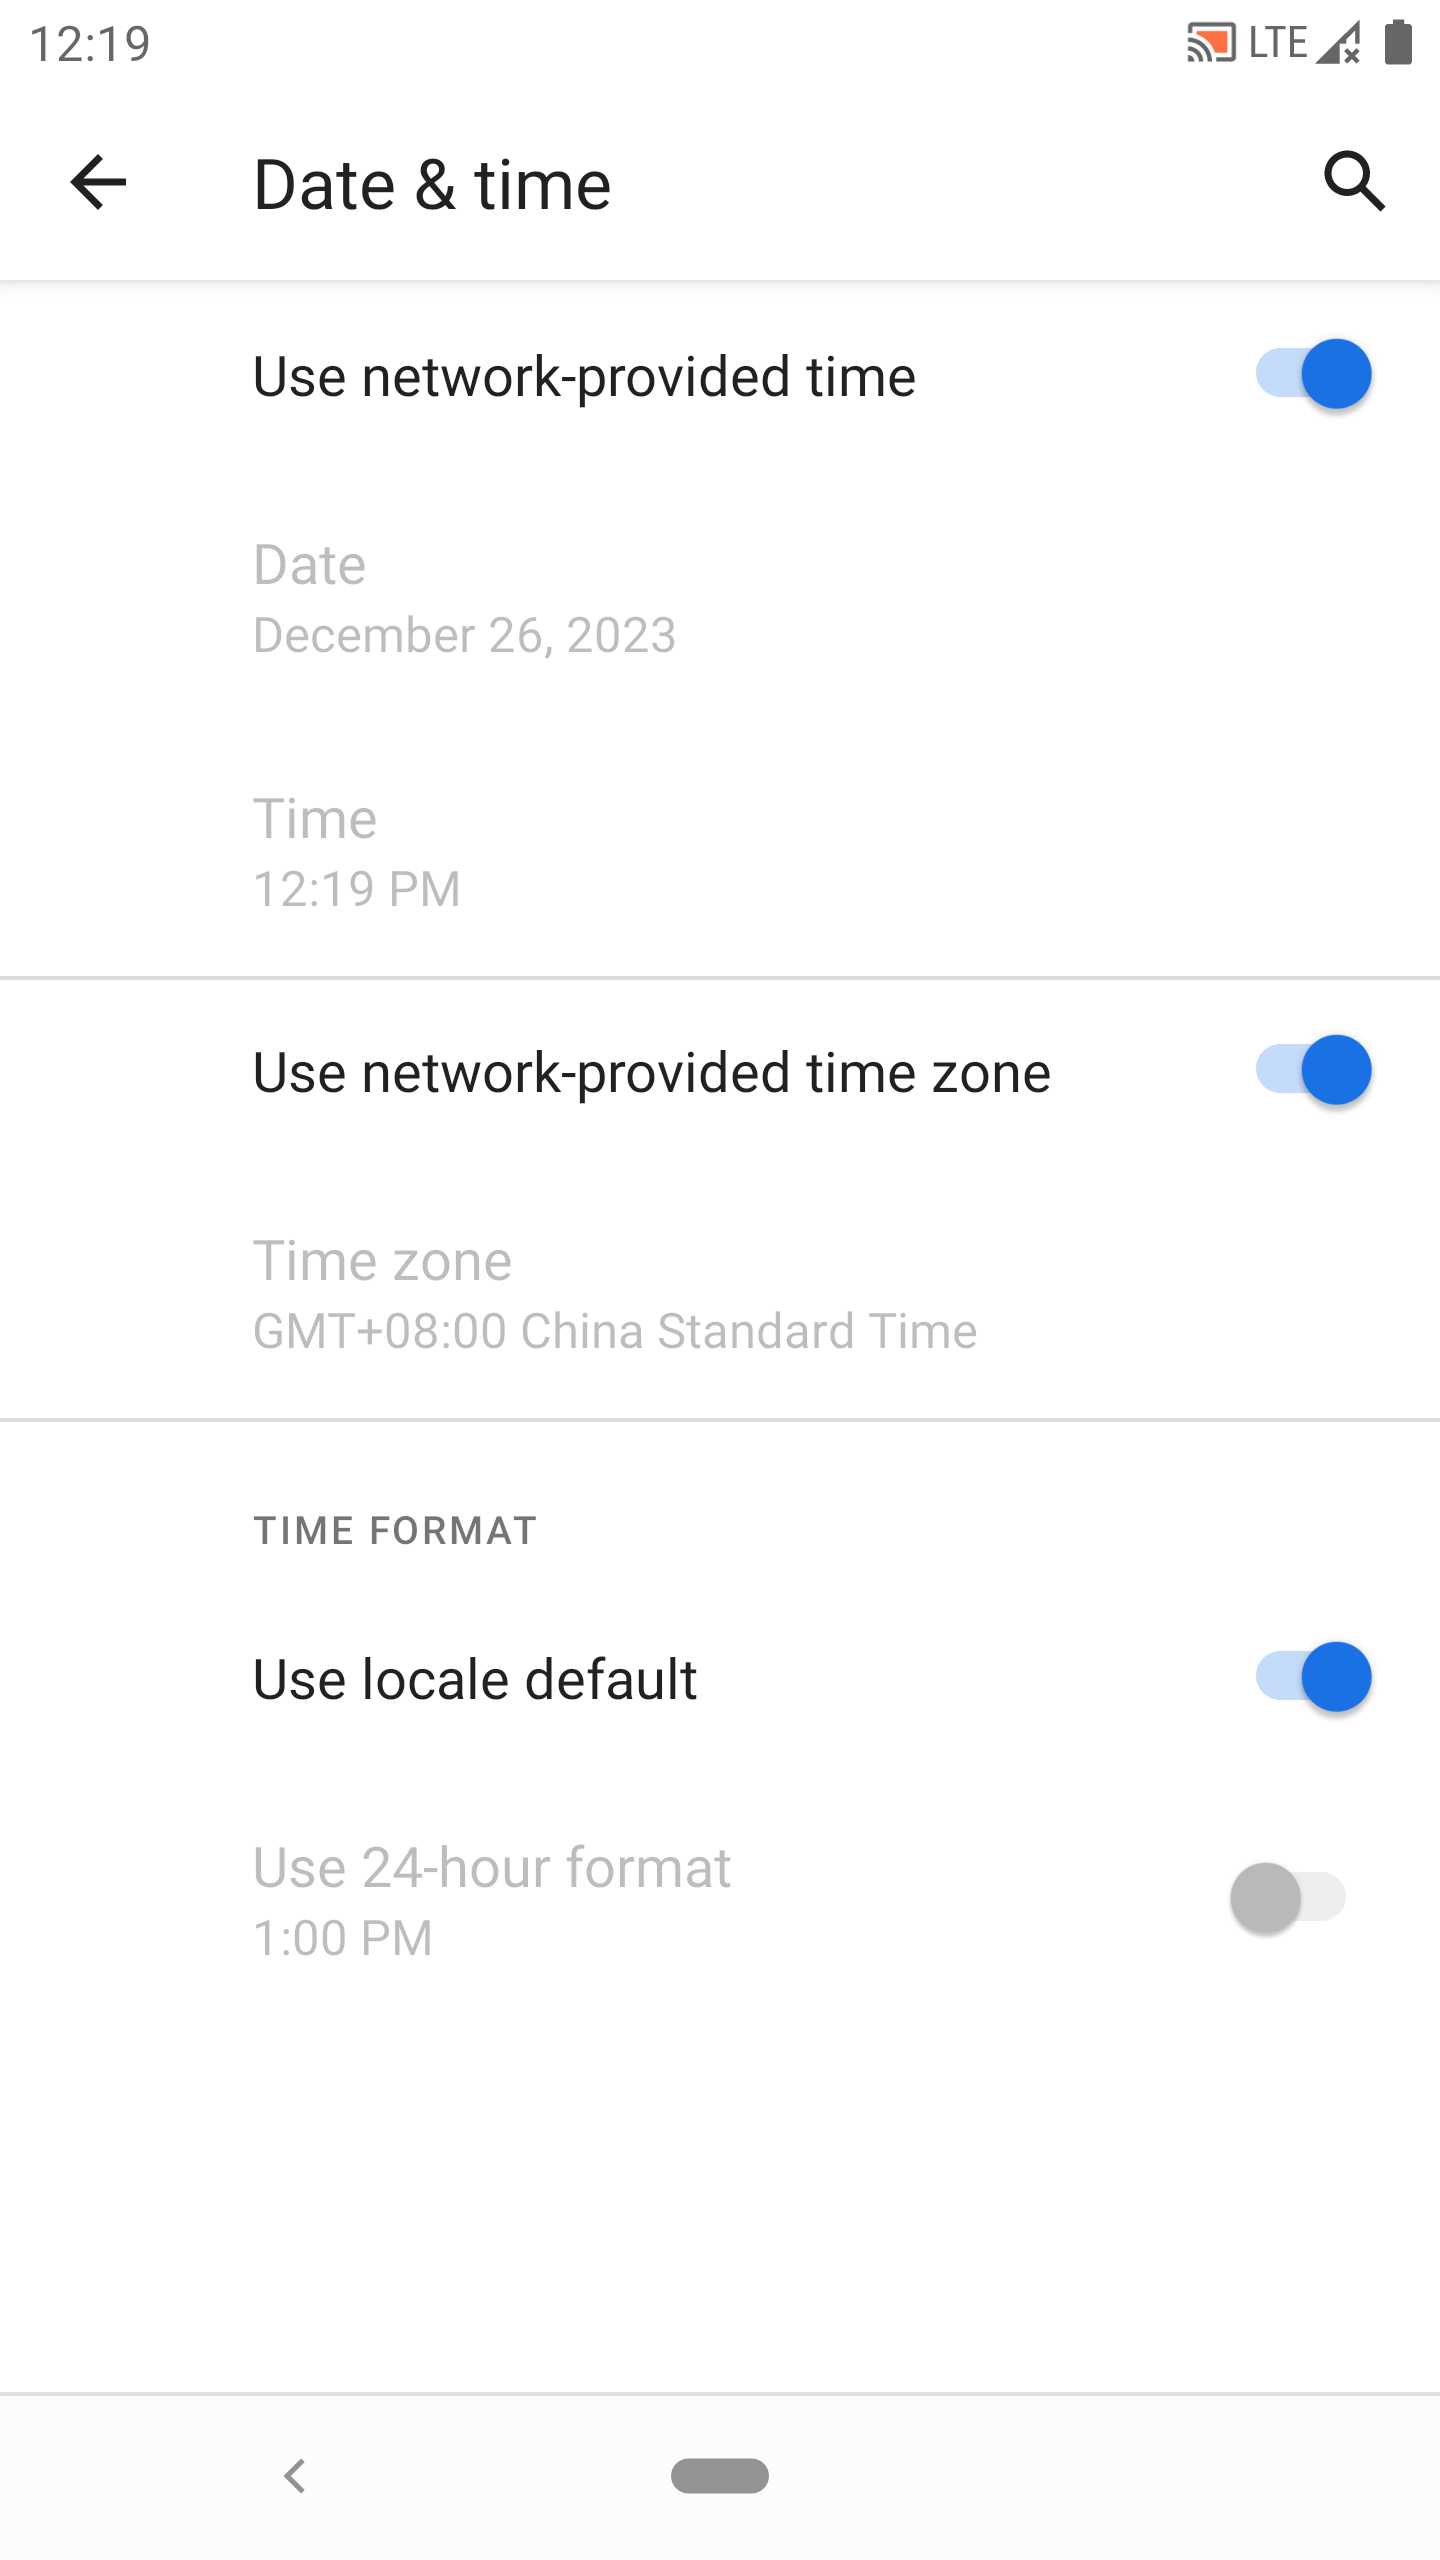 12:19
LTE
Date & time
Use network-provided time
Date
December 26, 2023
Time
12:19 PM
Use network-provided time zone
Time zone
GMT+08:00 China Standard Time
TIME FORMAT
Use locale default
Use 24-hour format
1:00 PM